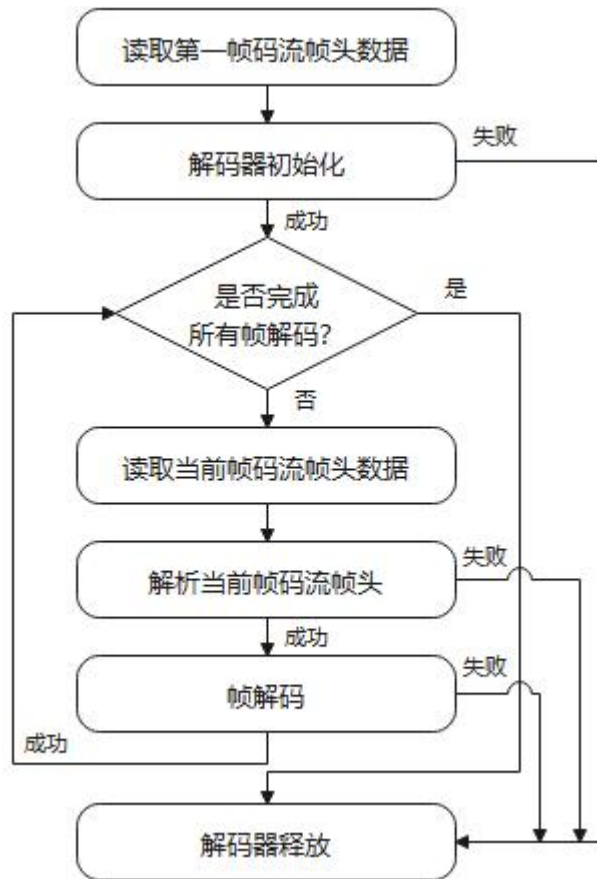 读取第一帧码流帧头数据
解码器初始化
失败
成功
是否完成
所有帧解码？
是
否
读取当前帧码流帧头数据
解析当前帧码流帧头
失败
成功
帧解码
失败
成功
解码器释放